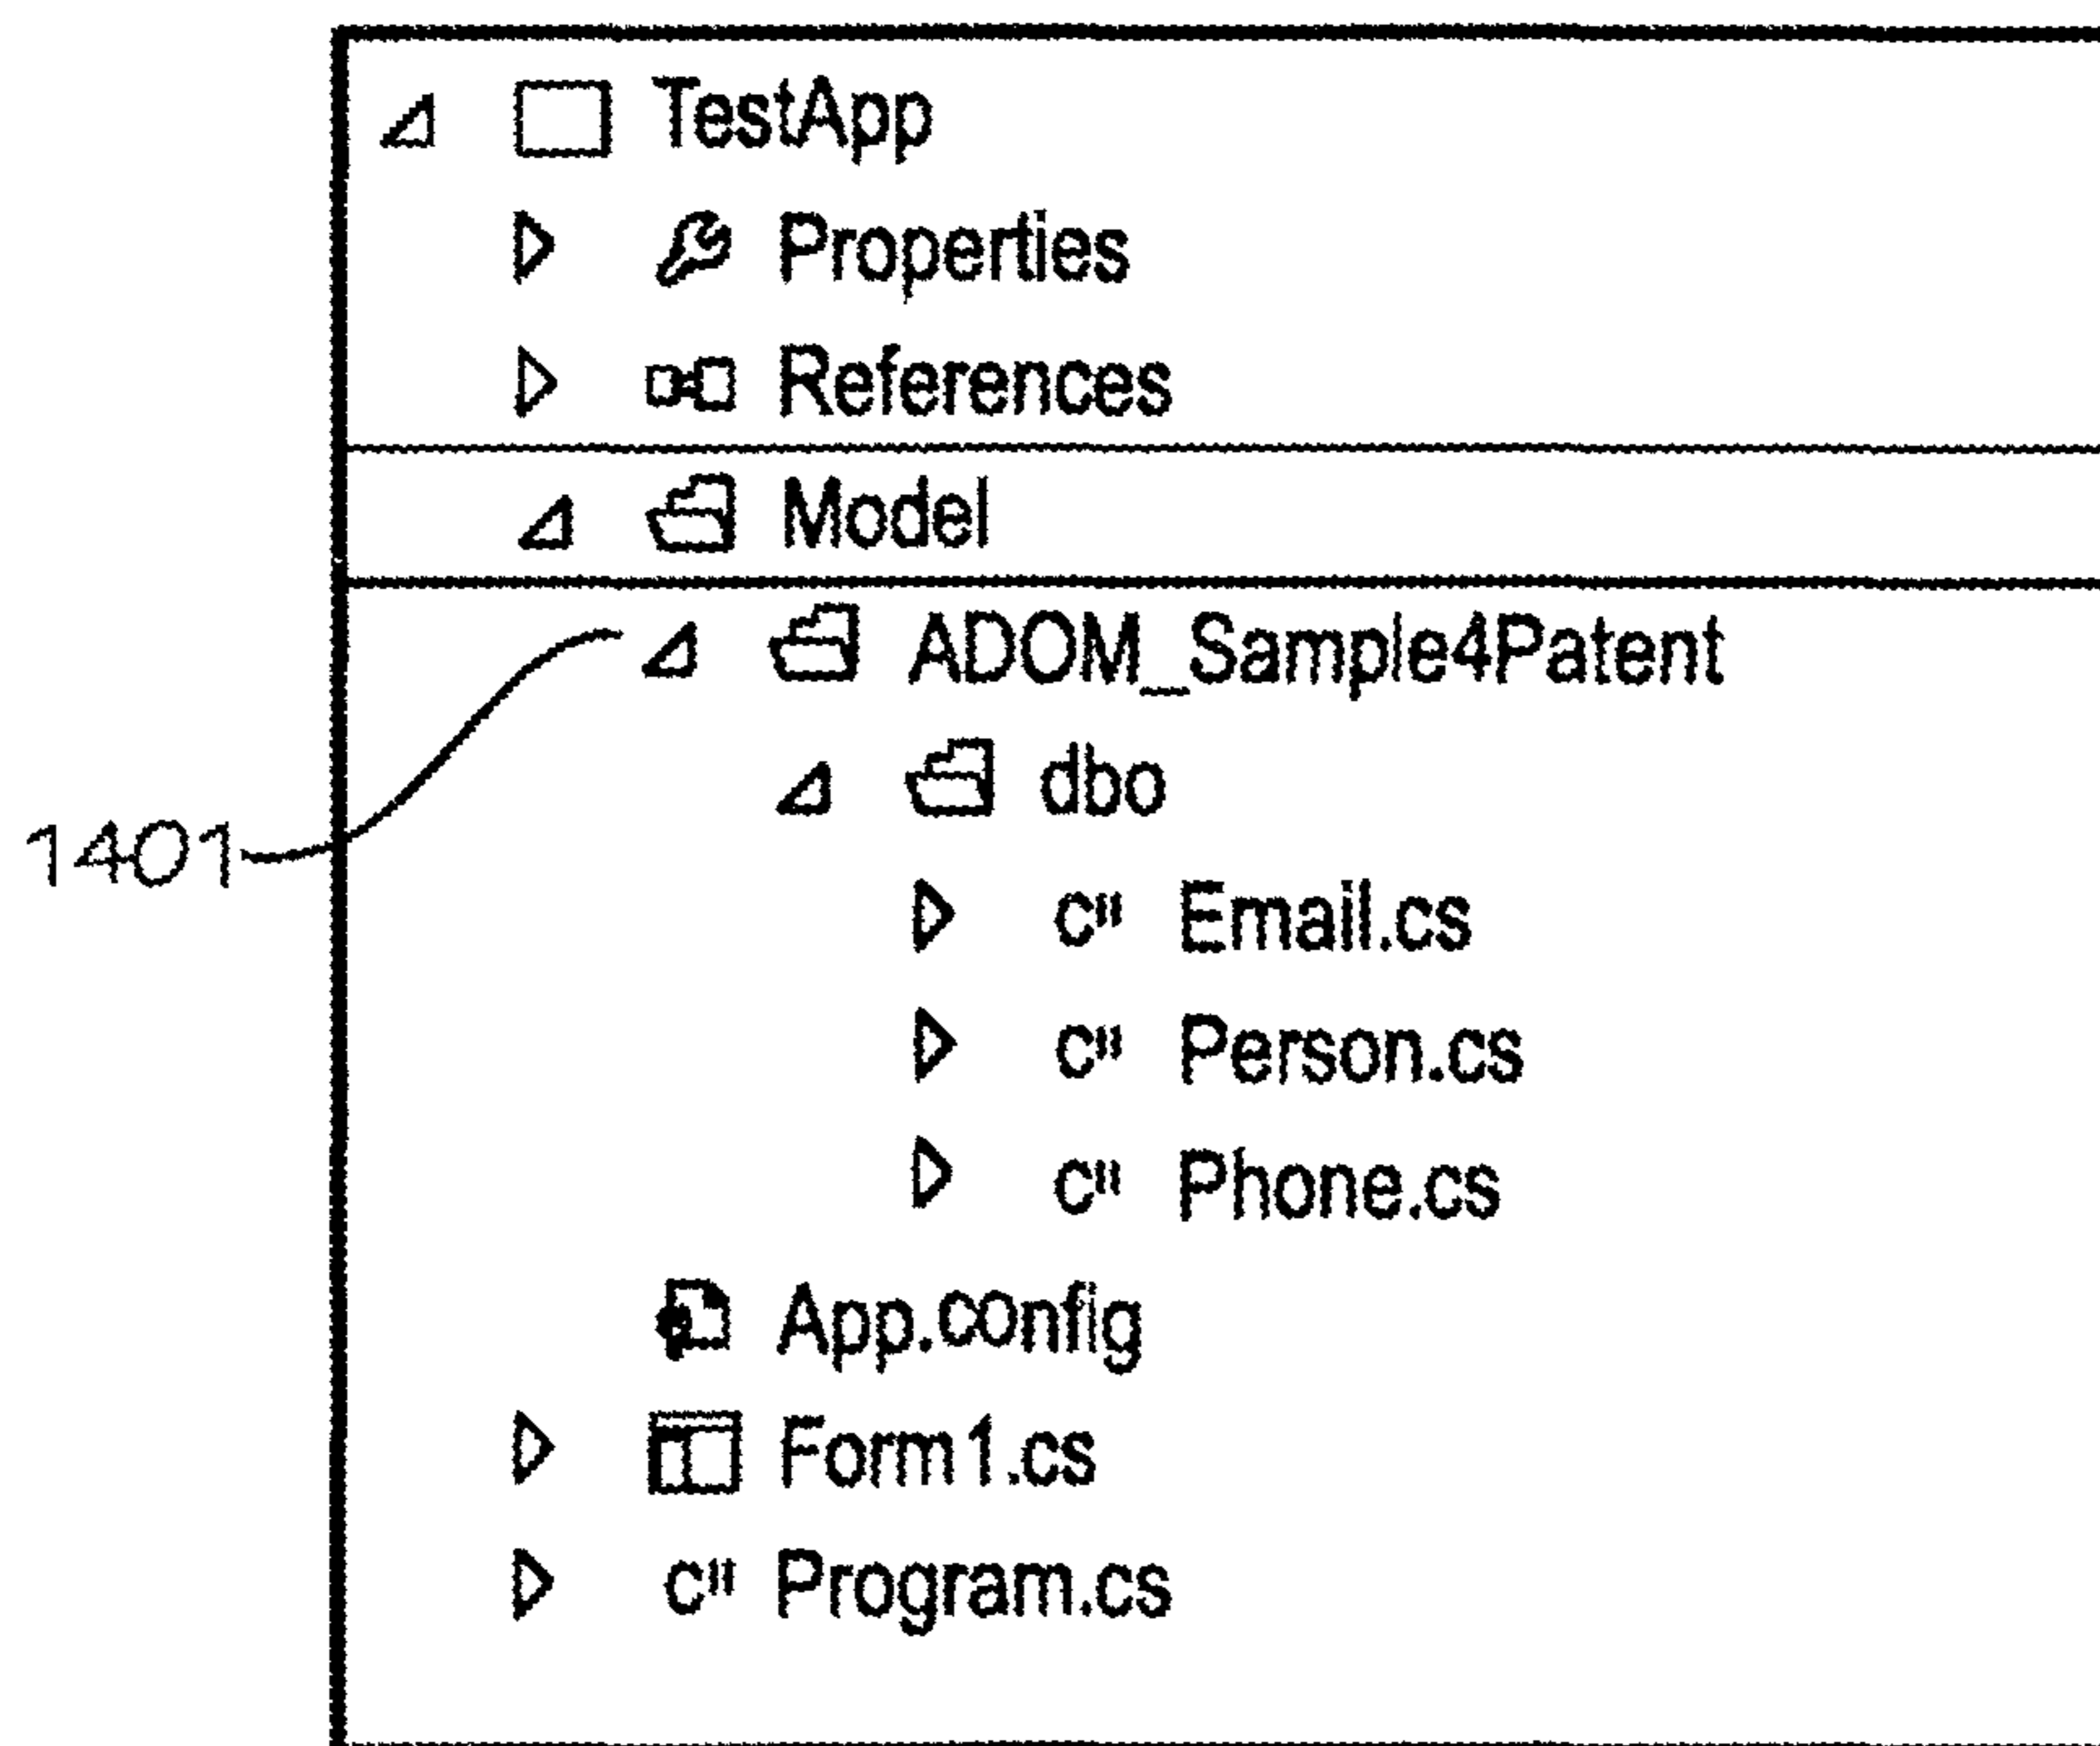 TestApp
Properties
References
Model
ADOM_Sample4Patent
dbo
1401
C" Email.cs
C" Person.cs
C" Phone.cs
App.config
Form1.cs
C" Program.cs